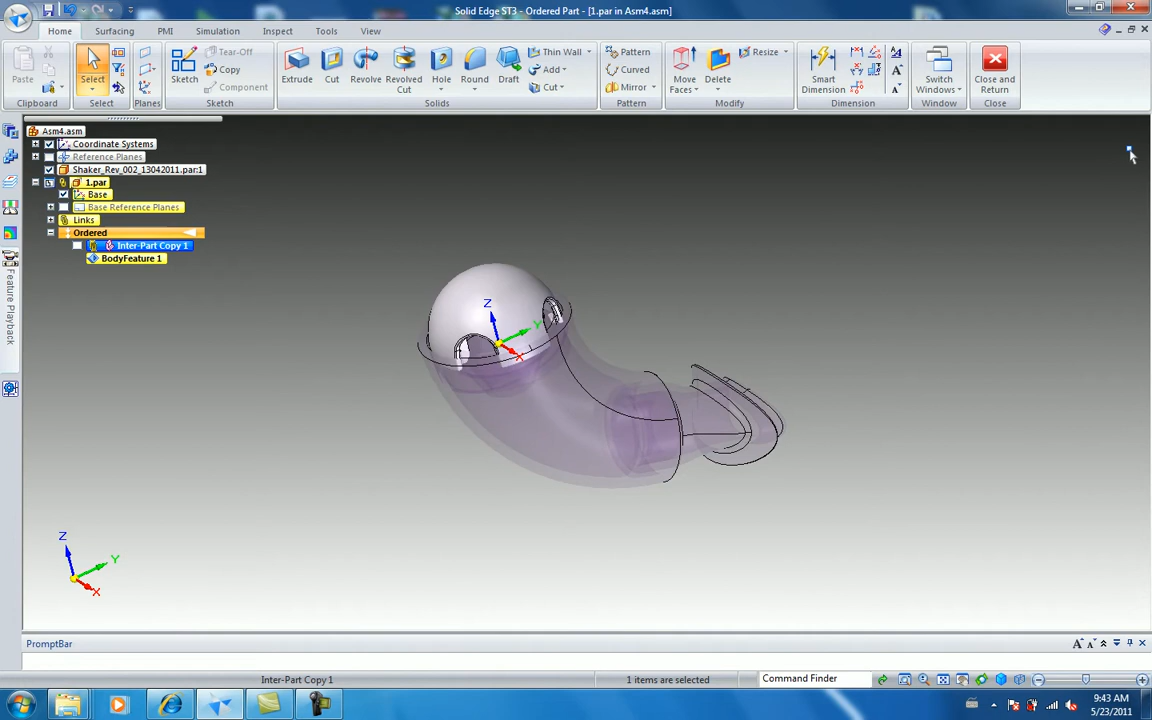 Solid Edge ST3 - Ordered Part - [1.par in Asm4.asm]
Home Surfacing PMI Simulation Inspect Tools View
Paste Select Sketch Tear-Off Copy Component Extrude Cut Revolve Revolved Cut Hole Round Draft Thin Wall Add Cut Pattern Curved Mirror Move Faces Delete Resize Smart Dimension Switch Windows Close and Return
Clipboard Select Planes Sketch Solids Pattern Modify Dimension Window Close
Asm4.asm
Coordinate Systems
Reference Planes
Shaker_Rev_002_13042011.par:1
1.par
Base
Base Reference Planes
Links
Ordered
Inter-Part Copy 1
BodyFeature 1
Feature Playback
Z
Y
X
Z
Y
X
PromptBar
Inter-Part Copy 1 1 items are selected Command Finder
9:43 AM
5/23/2011